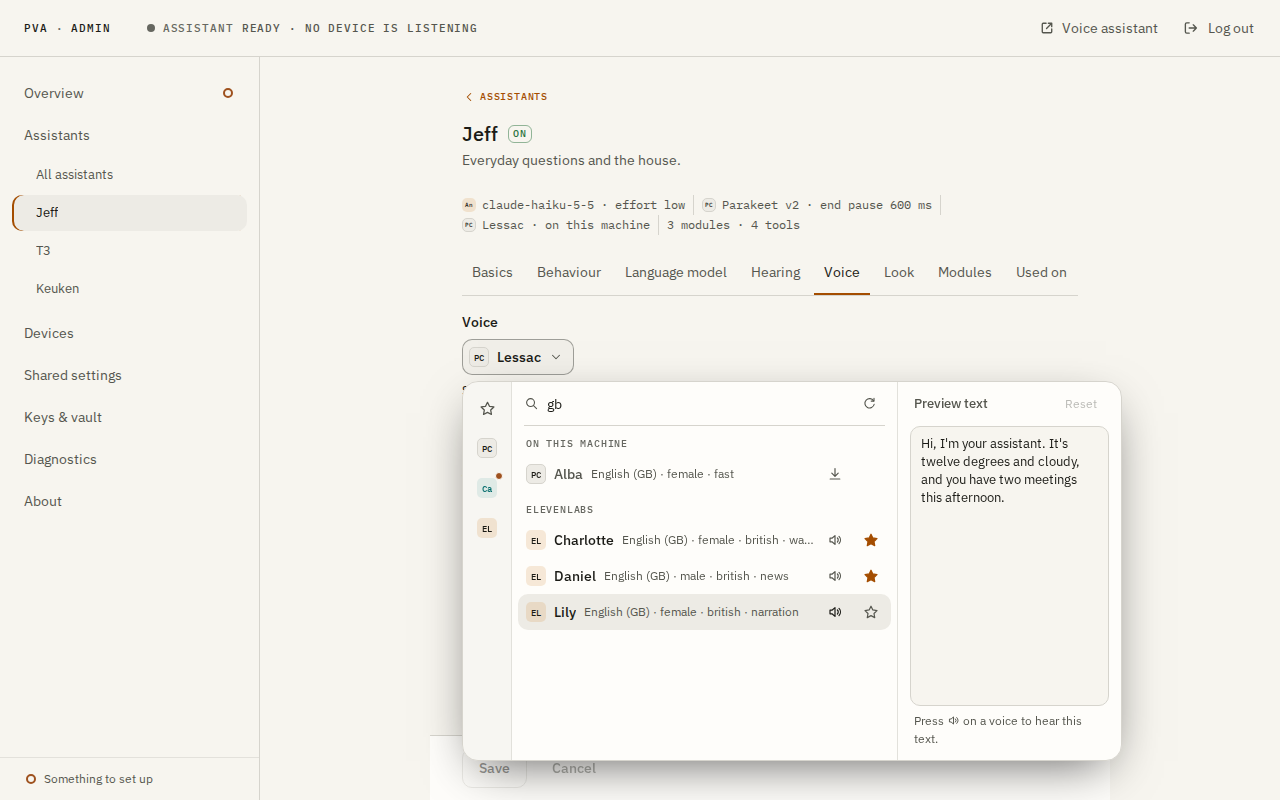 PVA · ADMIN
ASSISTANT READY · NO DEVICE IS LISTENING
Voice assistant
Log out
Overview
Assistants
All assistants
Jeff
T3
Keuken
Devices
Shared settings
Keys & vault
Diagnostics
About
Something to set up
ASSISTANTS
Jeff ON
Everyday questions and the house.
An claude-haiku-5-5 · effort low PC Parakeet v2 · end pause 600 ms
PC Lessac · on this machine 3 modules · 4 tools
Basics Behaviour Language model Hearing Voice Look Modules Used on
Voice
PC Lessac
PC
Ca
EL
gb
ON THIS MACHINE
PC Alba English (GB) · female · fast
ELEVENLABS
EL Charlotte English (GB) · female · british · wa...
EL Daniel English (GB) · male · british · news
EL Lily English (GB) · female · british · narration
Preview text Reset
Hi, I'm your assistant. It's
twelve degrees and cloudy,
and you have two meetings
this afternoon.
Press on a voice to hear this
text.
Save Cancel